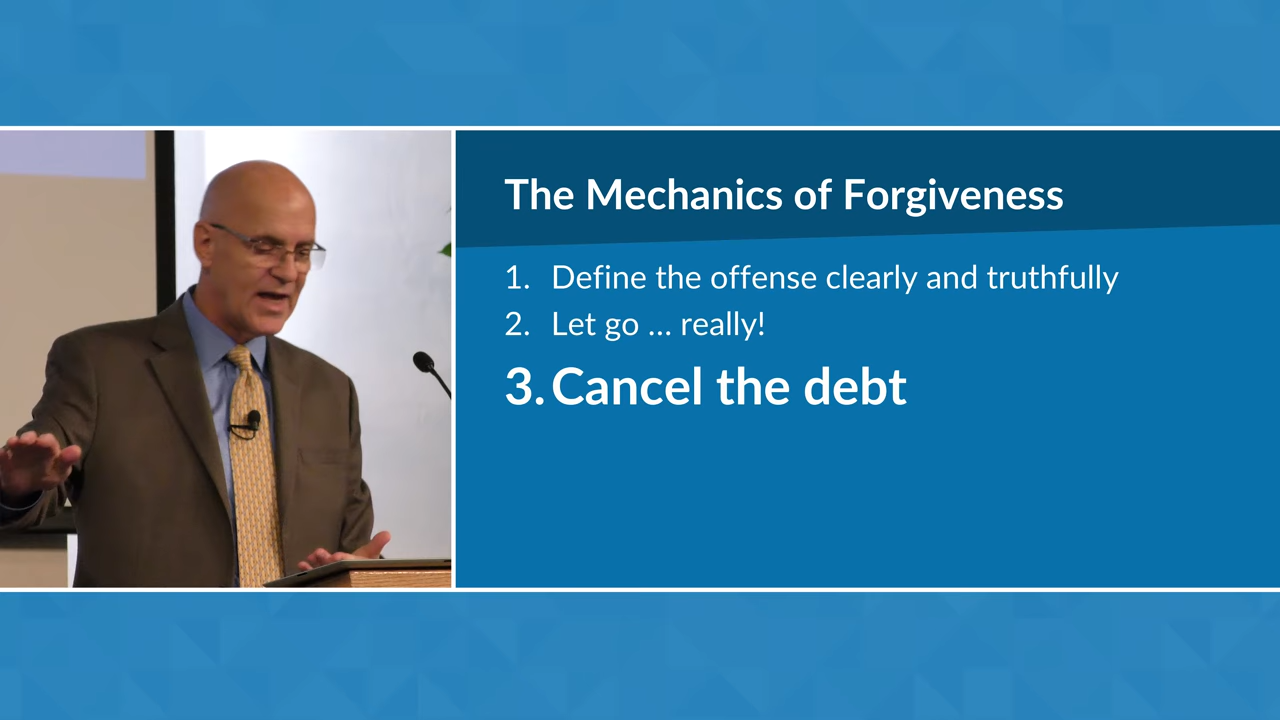 The Mechanics of Forgiveness
1. Define the offense clearly and truthfully
2. Let go ... really!
3. Cancel the debt